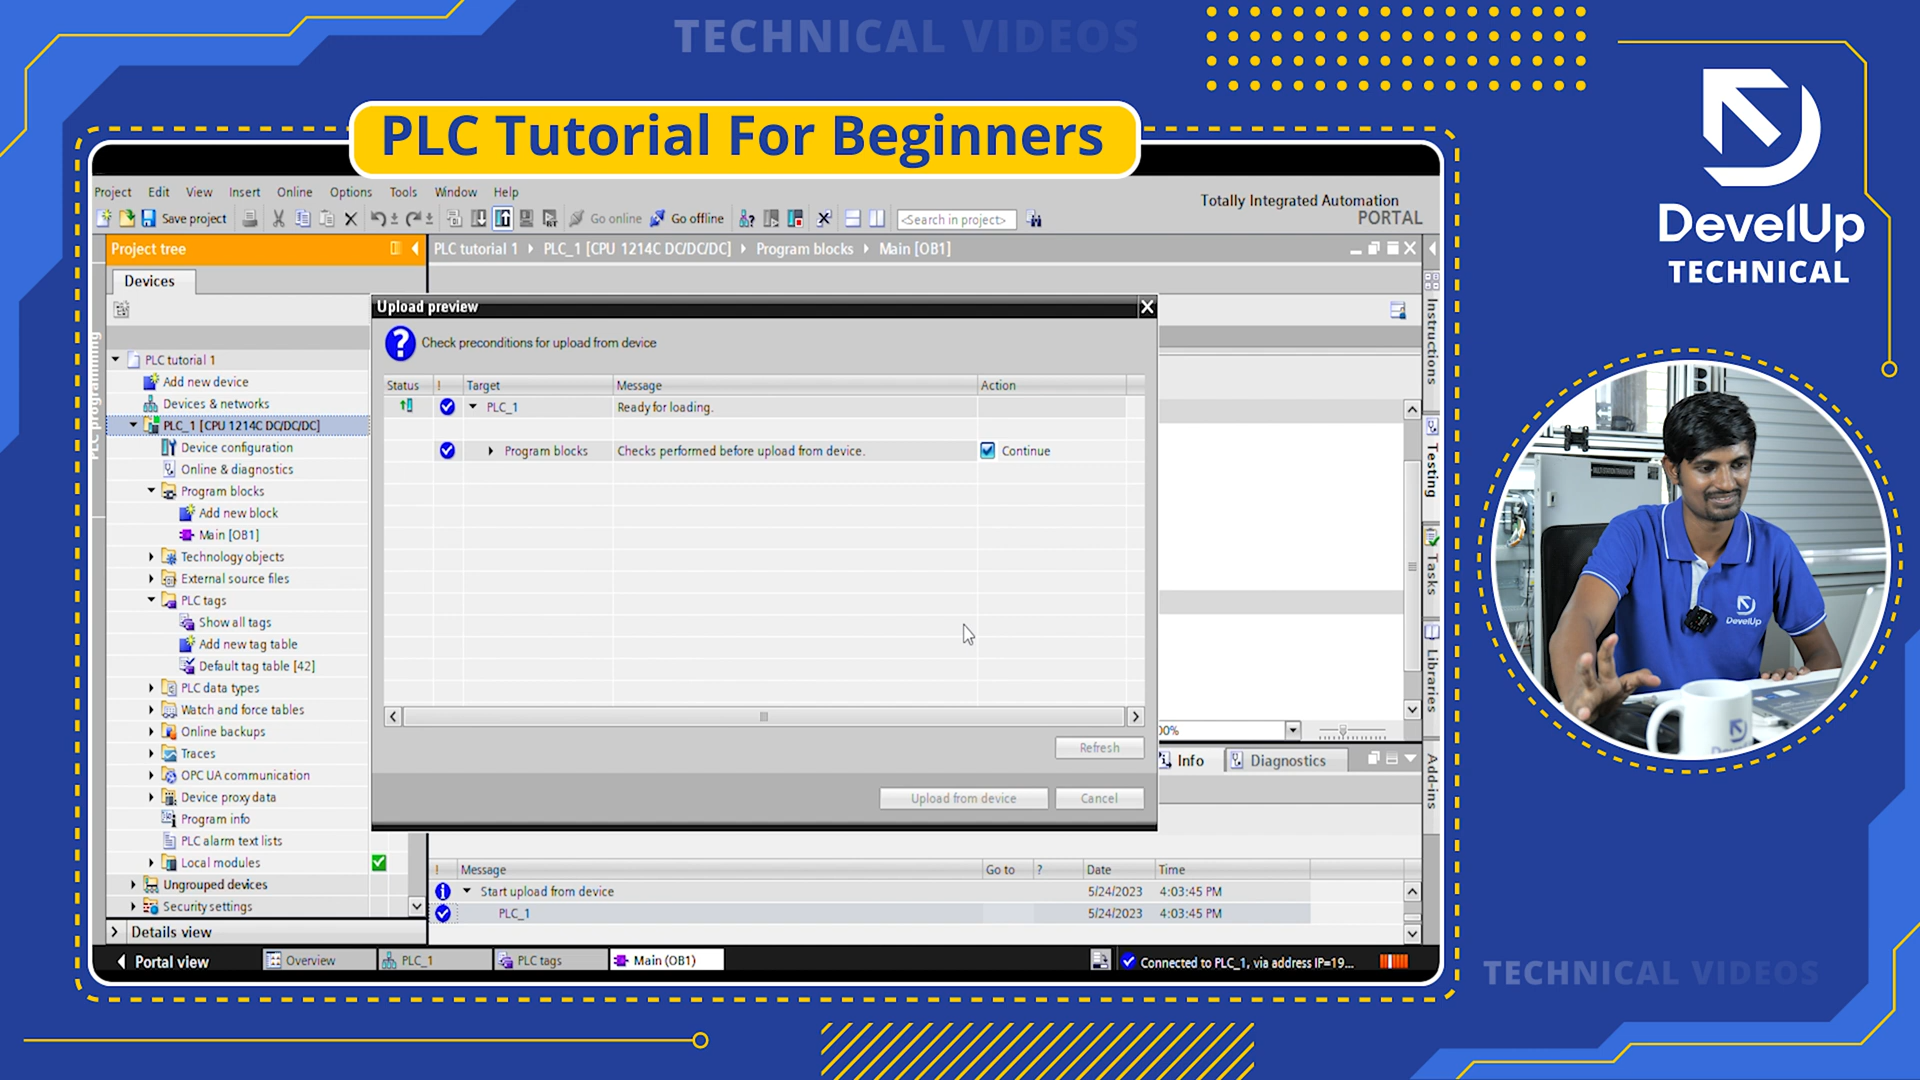 TECHNICAL VIDEOS
PLC Tutorial For Beginners
DevelUp
TECHNICAL
Project Edit View Insert Online Options Tools Window Help
Totally Integrated Automation
PORTAL
Save project
Go online
Go offline
<Search in project>
Project tree
PLC tutorial 1 › PLC_1 [CPU 1214C DC/DC/DC] › Program blocks › Main [OB1]
Devices
PLC programming
Upload preview
Check preconditions for upload from device
Status ! Target Message Action
PLC_1 Ready for loading.
Program blocks Checks performed before upload from device. Continue
Refresh
Upload from device Cancel
PLC tutorial 1
Add new device
Devices & networks
PLC_1 [CPU 1214C DC/DC/DC]
Device configuration
Online & diagnostics
Program blocks
Add new block
Main [OB1]
Technology objects
External source files
PLC tags
Show all tags
Add new tag table
Default tag table [42]
PLC data types
Watch and force tables
Online backups
Traces
OPC UA communication
Device proxy data
Program info
PLC alarm text lists
Local modules
Ungrouped devices
Security settings
Details view
Instructions
Testing
Tasks
Libraries
Add-ins
00%
Info Diagnostics
! Message Go to ? Date Time
Start upload from device 5/24/2023 4:03:45 PM
PLC_1 5/24/2023 4:03:45 PM
Portal view Overview PLC_1 PLC tags Main (OB1) Connected to PLC_1, via address IP=19...
DevelUp
TECHNICAL VIDEOS